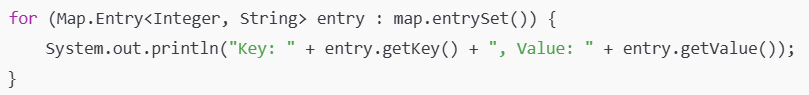 for (Map.Entry<Integer, String> entry : map.entrySet()) {
    System.out.println("Key: " + entry.getKey() + ", Value: " + entry.getValue());
}